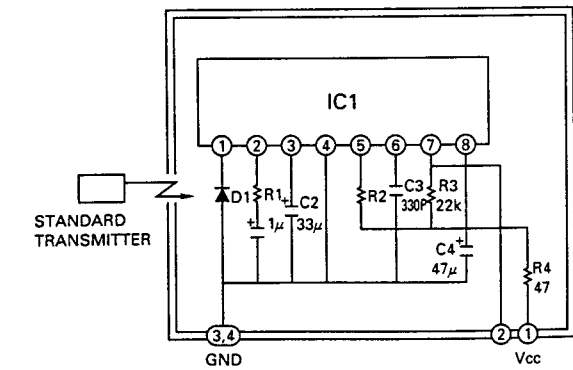 IC1
1 2 3 4 5 6 7 8
D1 R1 + C2 R2 C3 R3
330P 22k
+ 1μ 33μ
STANDARD
TRANSMITTER
C4 +
47μ
R4
47
3,4 2 1
GND Vcc